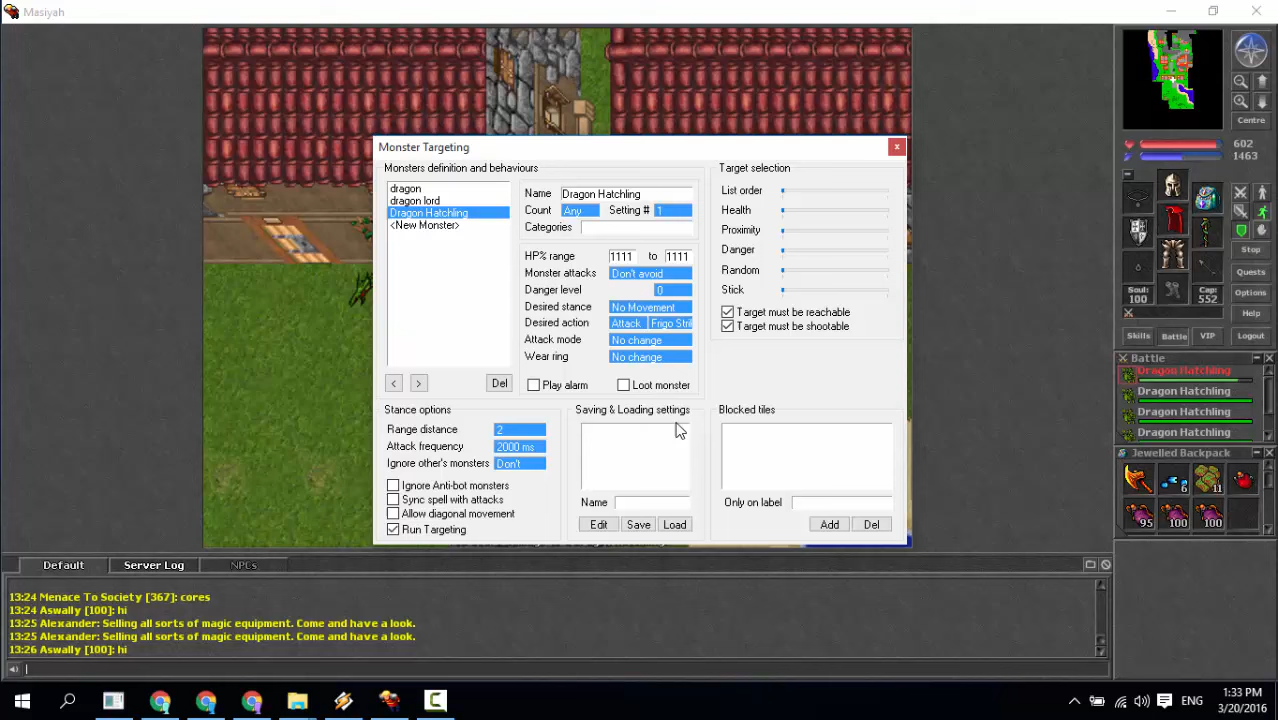 Masiyah
Monster Targeting
Monsters definition and behaviours
dragon
dragon lord
Dragon Hatchling
<New Monster>
<
>
Del
Name Dragon Hatchling
Count Any Setting # 1
Categories
HP% range 1111 to 1111
Monster attacks Don't avoid
Danger level 0
Desired stance No Movement
Desired action Attack Frigo Stri
Attack mode No change
Wear ring No change
Play alarm Loot monster
Target selection
List order
Health
Proximity
Danger
Random
Stick
Target must be reachable
Target must be shootable
Stance options
Range distance 2
Attack frequency 2000 ms
Ignore other's monsters Don't
Ignore Anti-bot monsters
Sync spell with attacks
Allow diagonal movement
Run Targeting
Saving & Loading settings
Name
Edit Save Load
Blocked tiles
Only on label
Add Del
Centre
602
1463
Stop
Quests
Options
Help
Soul:
100
Cap:
552
Skills Battle VIP Logout
Battle
Dragon Hatchling
Dragon Hatchling
Dragon Hatchling
Dragon Hatchling
Jewelled Backpack
6
11
95
100
100
Default Server Log NPCs
13:24 Menace To Society [367]: cores
13:24 Aswally [100]: hi
13:25 Alexander: Selling all sorts of magic equipment. Come and have a look.
13:25 Alexander: Selling all sorts of magic equipment. Come and have a look.
13:26 Aswally [100]: hi
ENG
1:33 PM
3/20/2016